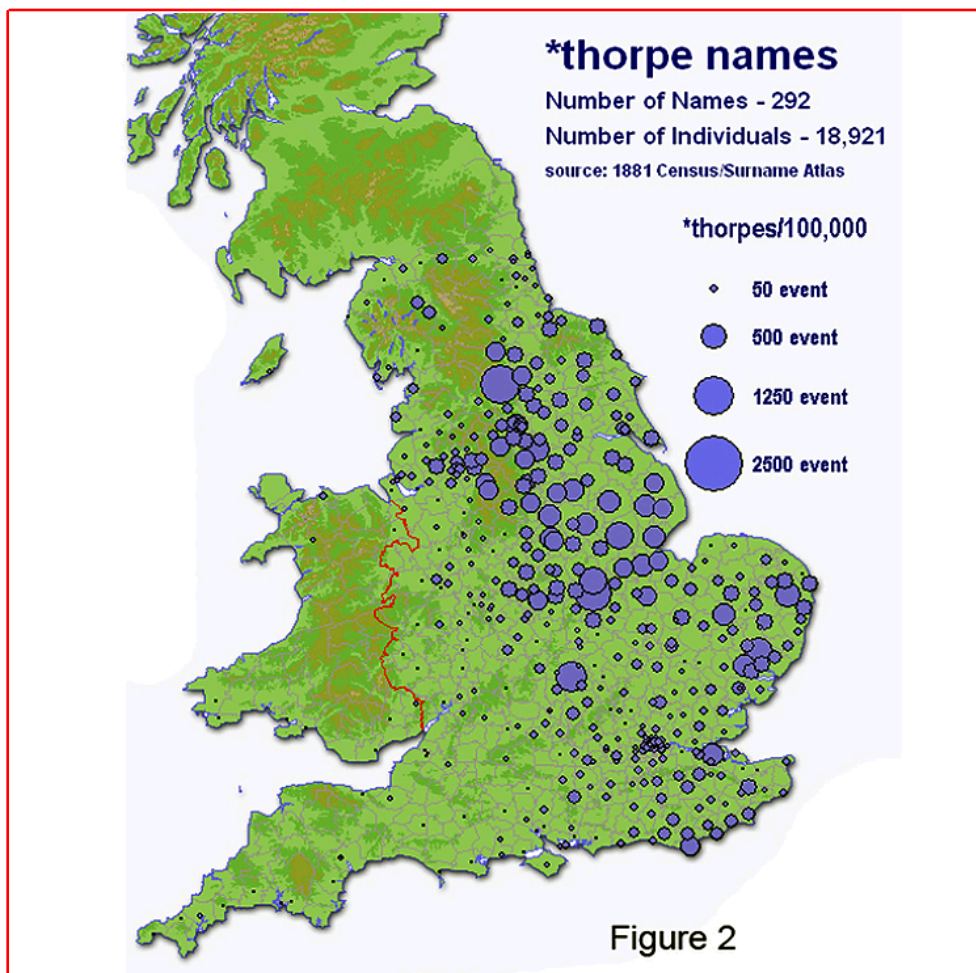 *thorpe names
Number of Names - 292
Number of Individuals - 18,921
source: 1881 Census/Surname Atlas
*thorpes/100,000
50 event
500 event
1250 event
2500 event
Figure 2